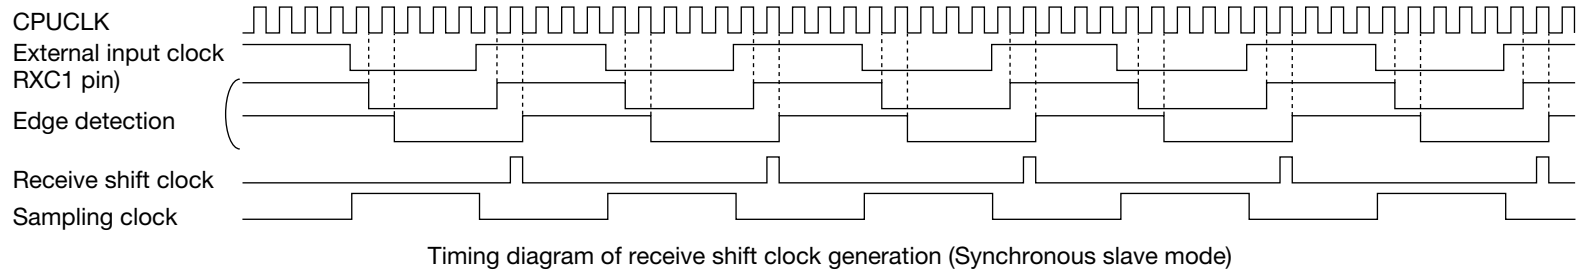 CPUCLK
External input clock
RXC1 pin)
Edge detection
Receive shift clock
Sampling clock
Timing diagram of receive shift clock generation (Synchronous slave mode)